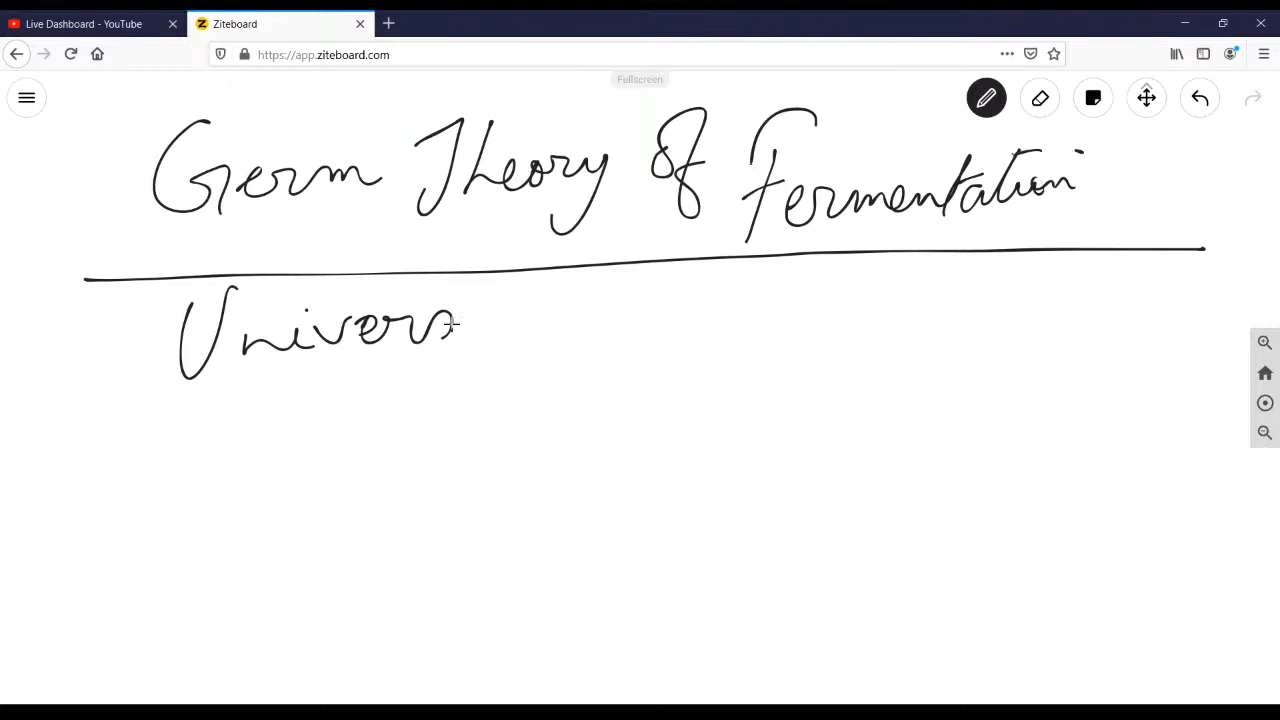 Live Dashboard - YouTube
Ziteboard
https://app.ziteboard.com
Fullscreen
Germ Theory Of Fermentation
Univers